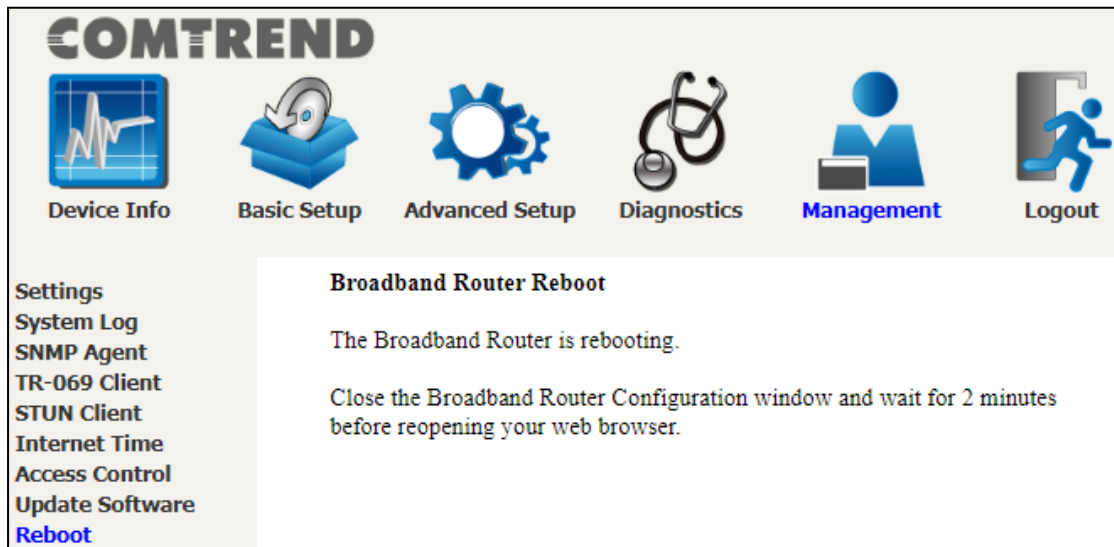 COMTREND
Device Info
Basic Setup
Advanced Setup
Diagnostics
Management
Logout
Settings
System Log
SNMP Agent
TR-069 Client
STUN Client
Internet Time
Access Control
Update Software
Reboot
Broadband Router Reboot
The Broadband Router is rebooting.
Close the Broadband Router Configuration window and wait for 2 minutes
before reopening your web browser.